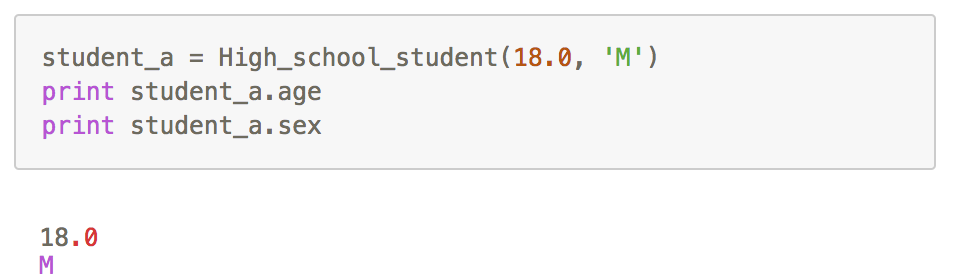 student_a = High_school_student(18.0, 'M')
print student_a.age
print student_a.sex
18.0
M